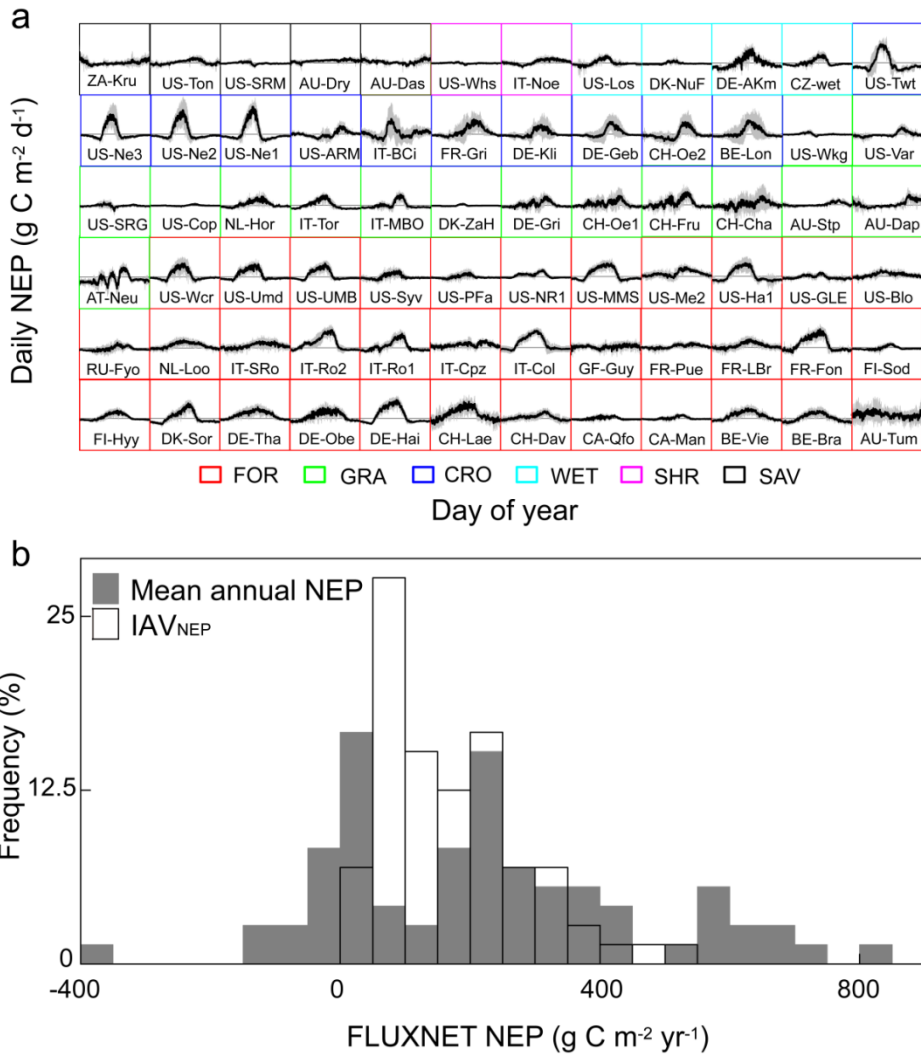 a
Daily NEP (g C m-2 d-1)
ZA-Kru US-Ton US-SRM AU-Dry AU-Das US-Whs IT-Noe US-Los DK-NuF DE-AKm CZ-wet US-Twt
US-Ne3 US-Ne2 US-Ne1 US-ARM IT-BCi FR-Gri DE-Kli DE-Geb CH-Oe2 BE-Lon US-Wkg US-Var
US-SRG US-Cop NL-Hor IT-Tor IT-MBO DK-ZaH DE-Gri CH-Oe1 CH-Fru CH-Cha AU-Stp AU-Dap
AT-Neu US-Wcr US-Umd US-UMB US-Syv US-PFa US-NR1 US-MMS US-Me2 US-Ha1 US-GLE US-Blo
RU-Fyo NL-Loo IT-SRo IT-Ro2 IT-Ro1 IT-Cpz IT-Col GF-Guy FR-Pue FR-LBr FR-Fon FI-Sod
FI-Hyy DK-Sor DE-Tha DE-Obe DE-Hai CH-Lae CH-Dav CA-Qfo CA-Man BE-Vie BE-Bra AU-Tum
FOR GRA CRO WET SHR SAV
Day of year
b
Mean annual NEP
IAVNEP
Frequency (%)
25
12.5
0
-400 0 400 800
FLUXNET NEP (g C m-2 yr-1)